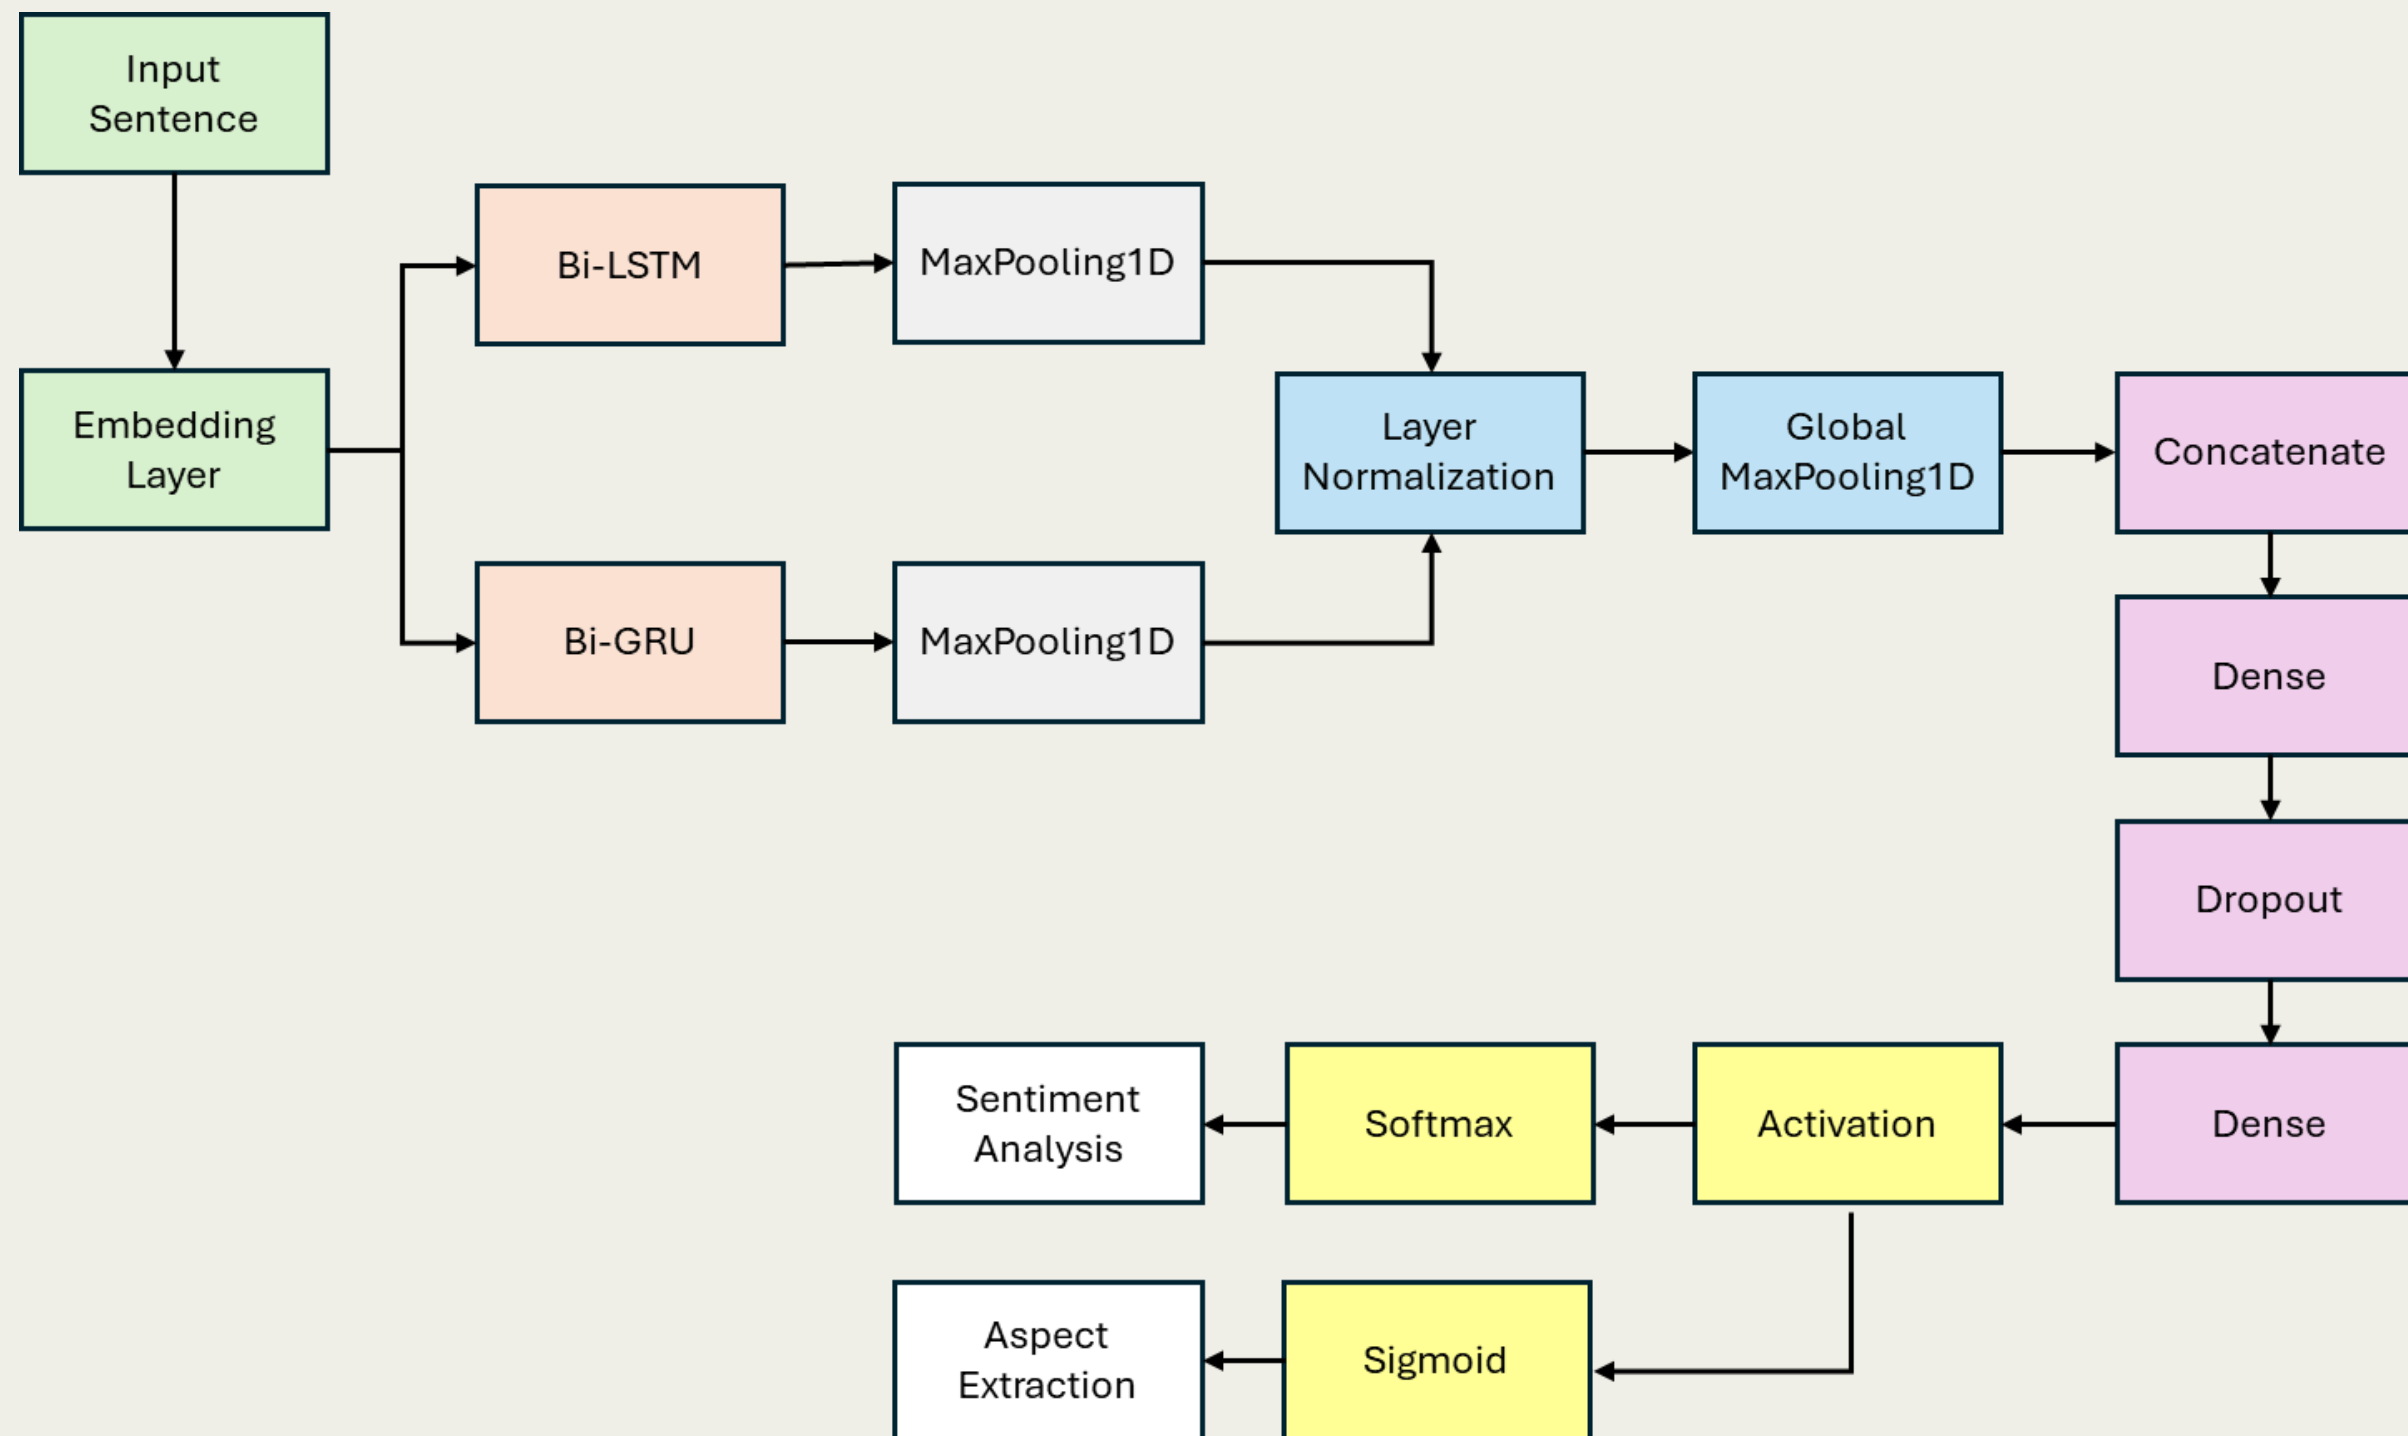 Input
Sentence
Embedding
Layer
Bi-LSTM
MaxPooling1D
Bi-GRU
MaxPooling1D
Layer
Normalization
Global
MaxPooling1D
Concatenate
Dense
Dropout
Dense
Activation
Softmax
Sentiment
Analysis
Sigmoid
Aspect
Extraction